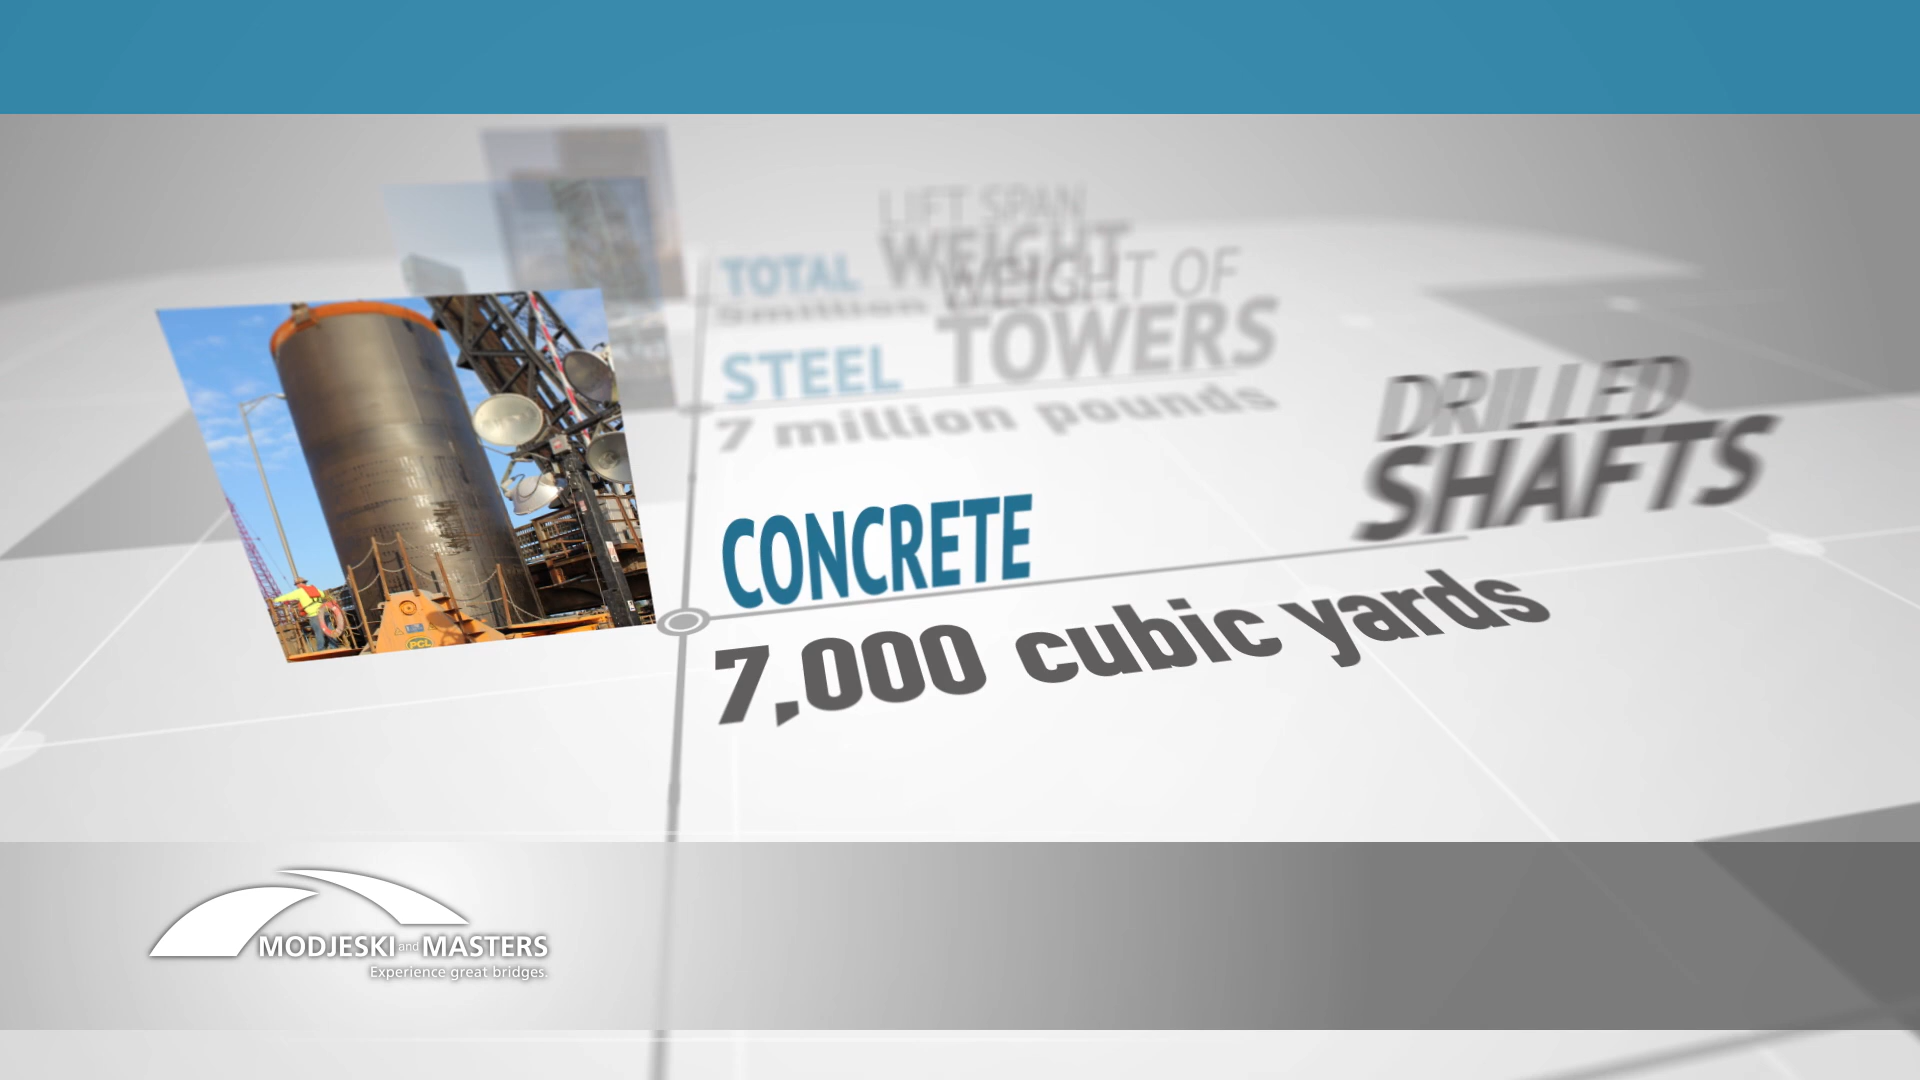 LIFT SPAN
TOTAL WEIGHT
WEIGHT OF
STEEL TOWERS
7 million pounds
DRILLED
CONCRETE SHAFTS
7,000 cubic yards
MODJESKI and MASTERS
Experience great bridges.